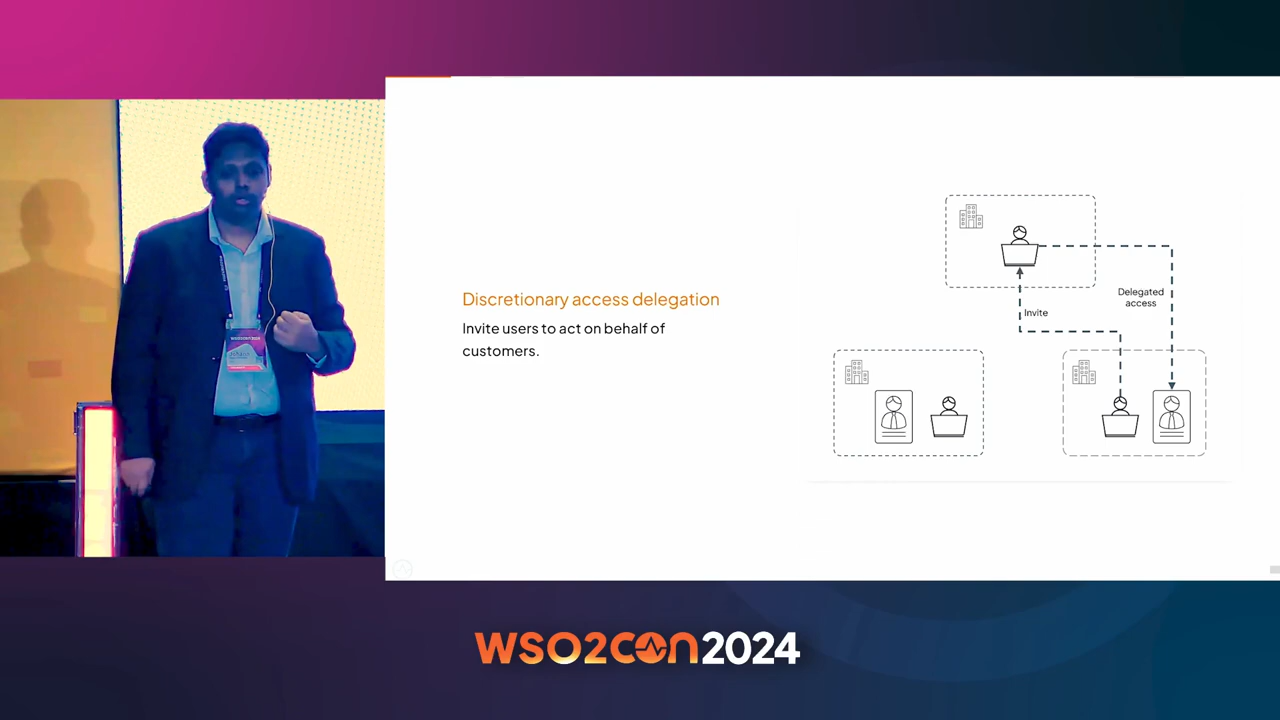 Discretionary access delegation
Invite users to act on behalf of
customers.
Invite
Delegated
access
WSO2CON2024